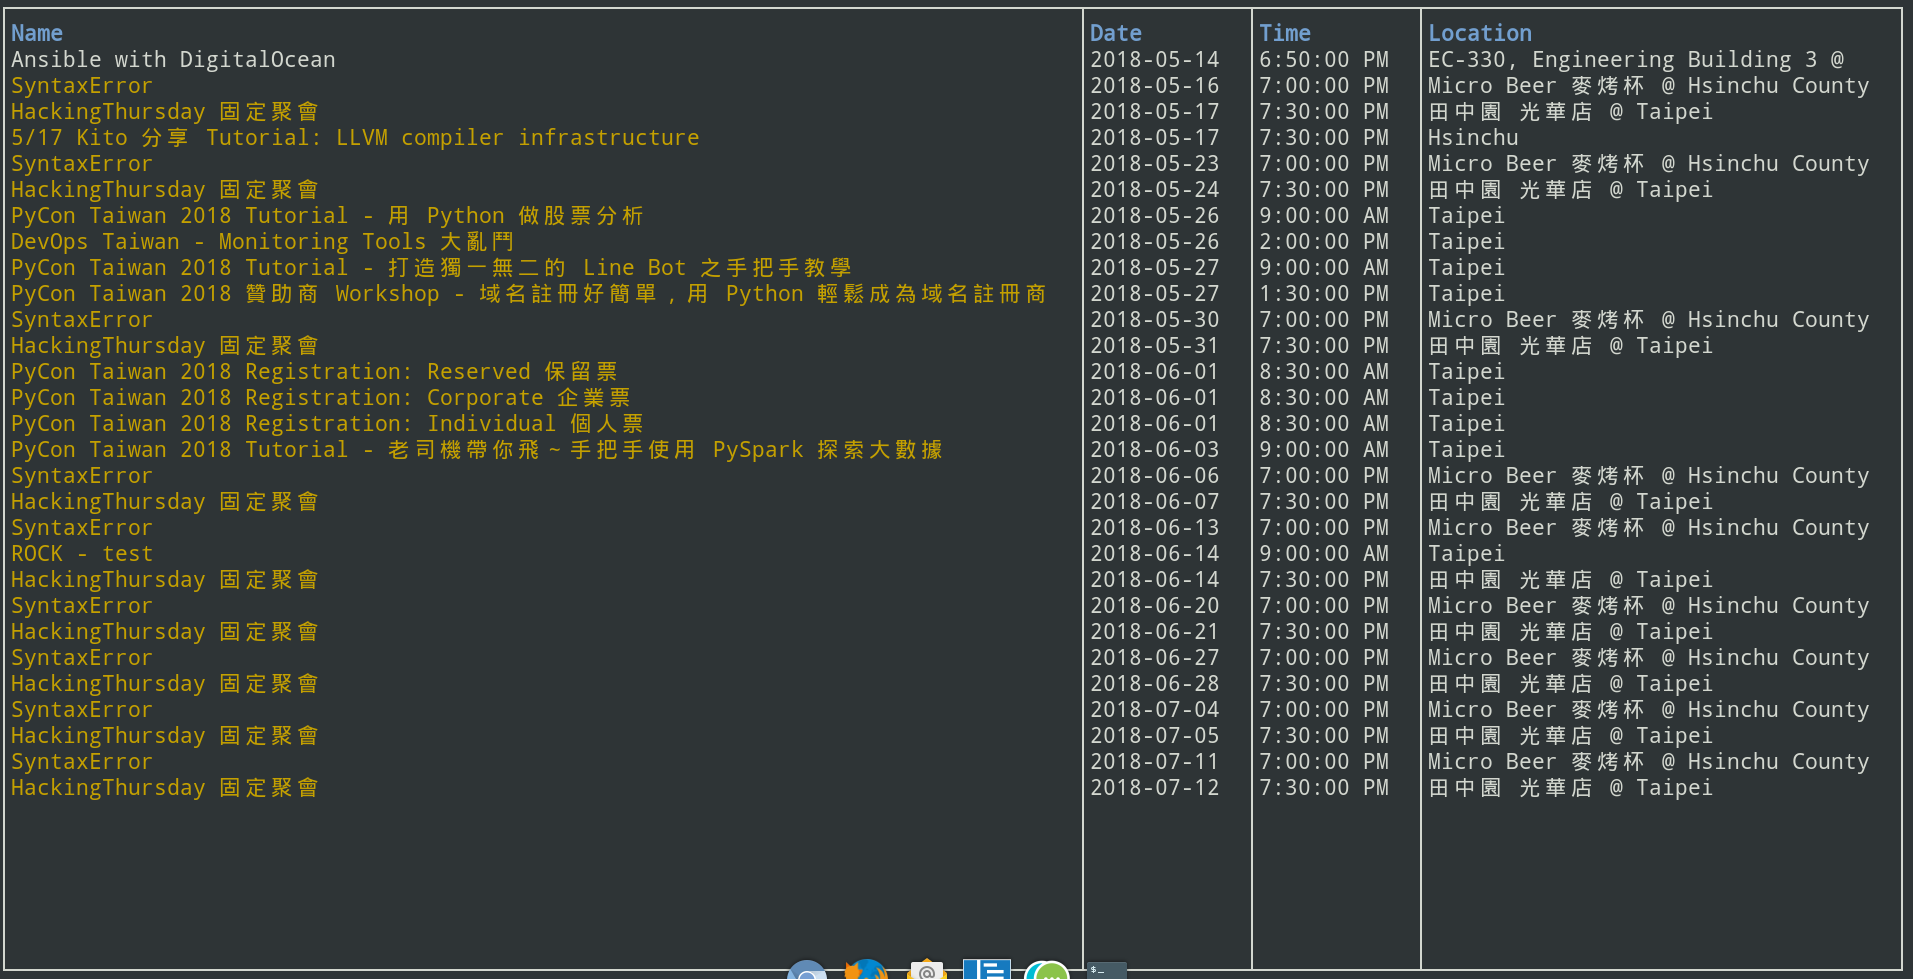 Name Date Time Location
Ansible with DigitalOcean 2018-05-14 6:50:00 PM EC-330, Engineering Building 3 @
SyntaxError 2018-05-16 7:00:00 PM Micro Beer 麥烤杯 @ Hsinchu County
HackingThursday 固定聚會 2018-05-17 7:30:00 PM 田中園 光華店 @ Taipei
5/17 Kito 分享 Tutorial: LLVM compiler infrastructure 2018-05-17 7:30:00 PM Hsinchu
SyntaxError 2018-05-23 7:00:00 PM Micro Beer 麥烤杯 @ Hsinchu County
HackingThursday 固定聚會 2018-05-24 7:30:00 PM 田中園 光華店 @ Taipei
PyCon Taiwan 2018 Tutorial - 用 Python 做股票分析 2018-05-26 9:00:00 AM Taipei
DevOps Taiwan - Monitoring Tools 大亂鬥 2018-05-26 2:00:00 PM Taipei
PyCon Taiwan 2018 Tutorial - 打造獨一無二的 Line Bot 之手把手教學 2018-05-27 9:00:00 AM Taipei
PyCon Taiwan 2018 贊助商 Workshop - 域名註冊好簡單，用 Python 輕鬆成為域名註冊商 2018-05-27 1:30:00 PM Taipei
SyntaxError 2018-05-30 7:00:00 PM Micro Beer 麥烤杯 @ Hsinchu County
HackingThursday 固定聚會 2018-05-31 7:30:00 PM 田中園 光華店 @ Taipei
PyCon Taiwan 2018 Registration: Reserved 保留票 2018-06-01 8:30:00 AM Taipei
PyCon Taiwan 2018 Registration: Corporate 企業票 2018-06-01 8:30:00 AM Taipei
PyCon Taiwan 2018 Registration: Individual 個人票 2018-06-01 8:30:00 AM Taipei
PyCon Taiwan 2018 Tutorial - 老司機帶你飛～手把手使用 PySpark 探索大數據 2018-06-03 9:00:00 AM Taipei
SyntaxError 2018-06-06 7:00:00 PM Micro Beer 麥烤杯 @ Hsinchu County
HackingThursday 固定聚會 2018-06-07 7:30:00 PM 田中園 光華店 @ Taipei
SyntaxError 2018-06-13 7:00:00 PM Micro Beer 麥烤杯 @ Hsinchu County
ROCK - test 2018-06-14 9:00:00 AM Taipei
HackingThursday 固定聚會 2018-06-14 7:30:00 PM 田中園 光華店 @ Taipei
SyntaxError 2018-06-20 7:00:00 PM Micro Beer 麥烤杯 @ Hsinchu County
HackingThursday 固定聚會 2018-06-21 7:30:00 PM 田中園 光華店 @ Taipei
SyntaxError 2018-06-27 7:00:00 PM Micro Beer 麥烤杯 @ Hsinchu County
HackingThursday 固定聚會 2018-06-28 7:30:00 PM 田中園 光華店 @ Taipei
SyntaxError 2018-07-04 7:00:00 PM Micro Beer 麥烤杯 @ Hsinchu County
HackingThursday 固定聚會 2018-07-05 7:30:00 PM 田中園 光華店 @ Taipei
SyntaxError 2018-07-11 7:00:00 PM Micro Beer 麥烤杯 @ Hsinchu County
HackingThursday 固定聚會 2018-07-12 7:30:00 PM 田中園 光華店 @ Taipei
@ $_